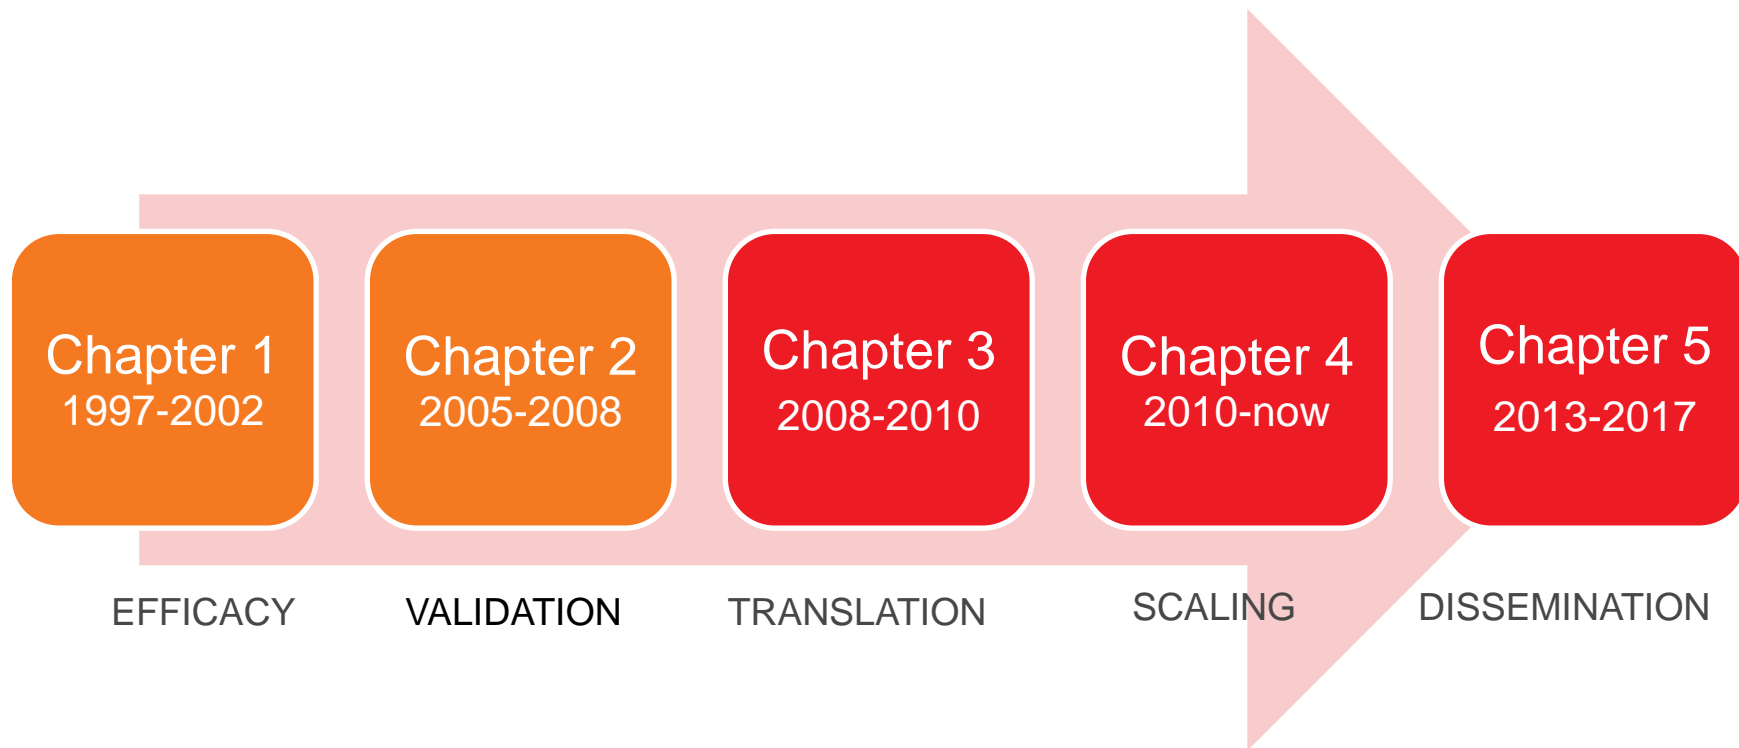 Chapter 1
1997-2002
Chapter 2
2005-2008
Chapter 3
2008-2010
Chapter 4
2010-now
Chapter 5
2013-2017
EFFICACY
VALIDATION
TRANSLATION
SCALING
DISSEMINATION